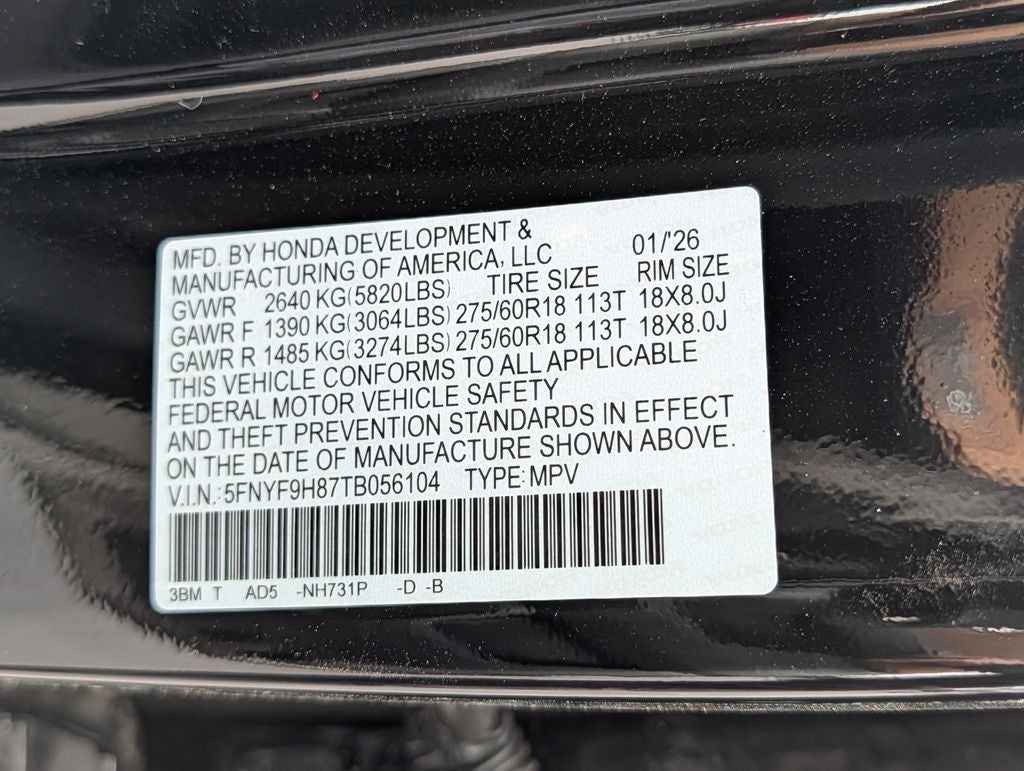 MFD. BY HONDA DEVELOPMENT &
MANUFACTURING OF AMERICA, LLC 01/'26
GVWR 2640 KG(5820LBS) TIRE SIZE RIM SIZE
GAWR F 1390 KG(3064LBS) 275/60R18 113T 18X8.0J
GAWR R 1485 KG(3274LBS) 275/60R18 113T 18X8.0J
THIS VEHICLE CONFORMS TO ALL APPLICABLE
FEDERAL MOTOR VEHICLE SAFETY
AND THEFT PREVENTION STANDARDS IN EFFECT
ON THE DATE OF MANUFACTURE SHOWN ABOVE.
V.I.N.:5FNYF9H87TB056104 TYPE:MPV
3BM T AD5 -NH731P -D -B